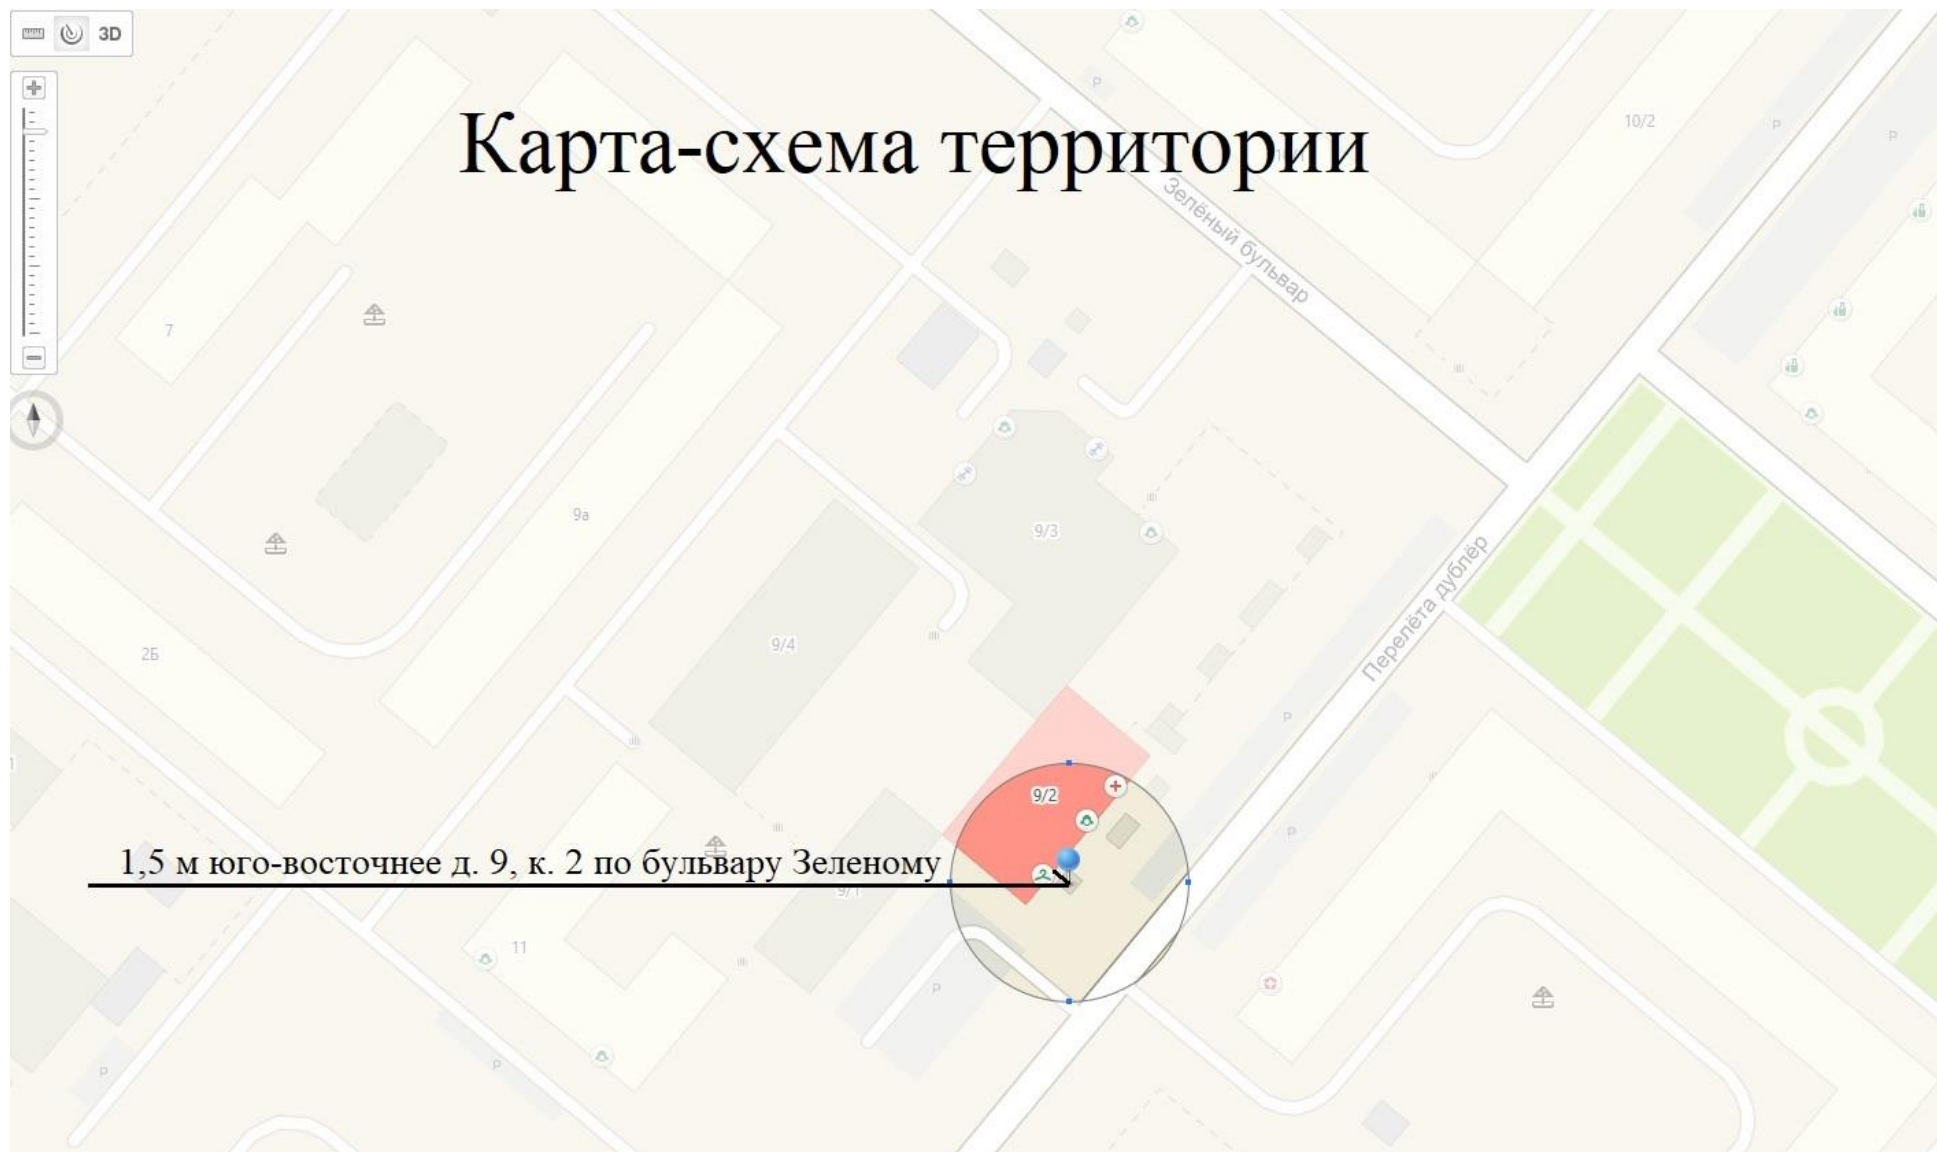 3D
Карта-схема территории
10/2
P
P
P
Зелёный бульвар
7
9а
9/3
Перелёта дублёр
2Б
9/4
P
9/2
P
1,5 м юго-восточнее д. 9, к. 2 по бульвару Зеленому
9/1
11
P
P
P